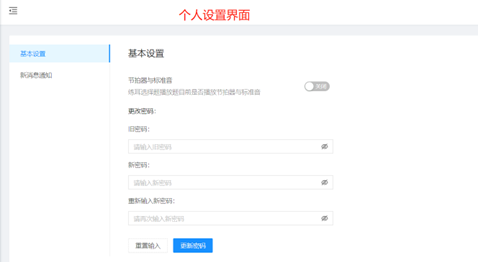 个人设置界面
基本设置
新消息通知
基本设置
节拍器与标准音
练耳选择题播放题目前是否播放节拍器与标准音
关闭
更改密码：
旧密码：
请输入旧密码
新密码：
请输入新密码
重新输入新密码：
请再次输入新密码
重置输入
更新密码